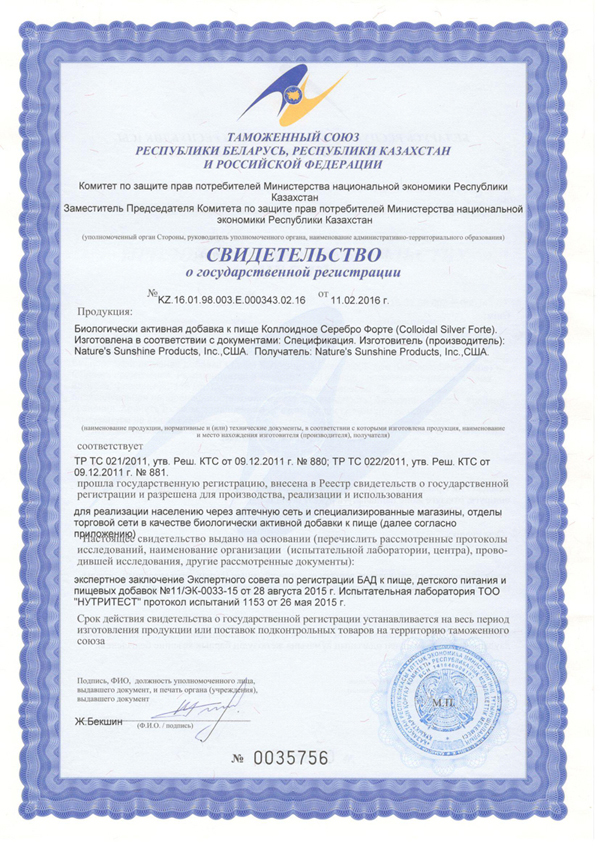 ТАМОЖЕННЫЙ СОЮЗ
РЕСПУБЛИКИ БЕЛАРУСЬ, РЕСПУБЛИКИ КАЗАХСТАН
И РОССИЙСКОЙ ФЕДЕРАЦИИ
Комитет по защите прав потребителей Министерства национальной экономики Республики
Казахстан
Заместитель Председателя Комитета по защите прав потребителей Министерства национальной
экономики Республики Казахстан
(уполномоченный орган Стороны, руководитель уполномоченного органа, наименование административно-территориального образования)
СВИДЕТЕЛЬСТВО
о государственной регистрации
№ KZ.16.01.98.003.E.000343.02.16 от 11.02.2016 г.
Продукция:
Биологически активная добавка к пище Коллоидное Серебро Форте (Colloidal Silver Forte).
Изготовлена в соответствии с документами: Спецификация. Изготовитель (производитель):
Nature's Sunshine Products, Inc.,США. Получатель: Nature's Sunshine Products, Inc.,США.
(наименование продукции, нормативные и (или) технические документы, в соответствии с которыми изготовлена продукция, наименование
и место нахождения изготовителя (производителя), получателя)
соответствует
ТР ТС 021/2011, утв. Реш. КТС от 09.12.2011 г. № 880; ТР ТС 022/2011, утв. Реш. КТС от
09.12.2011 г. № 881.
прошла государственную регистрацию, внесена в Реестр свидетельств о государственной
регистрации и разрешена для производства, реализации и использования
для реализации населению через аптечную сеть и специализированные магазины, отделы
торговой сети в качестве биологически активной добавки к пище (далее согласно
приложению)
Настоящее свидетельство выдано на основании (перечислить рассмотренные протоколы
исследований, наименование организации (испытательной лаборатории, центра), прово-
дившей исследования, другие рассмотренные документы):
экспертное заключение Экспертного совета по регистрации БАД к пище, детского питания и
пищевых добавок №11/ЭК-0033-15 от 28 августа 2015 г. Испытательная лаборатория ТОО
"НУТРИТЕСТ" протокол испытаний 1153 от 26 мая 2015 г.
Срок действия свидетельства о государственной регистрации устанавливается на весь период
изготовления продукции или поставок подконтрольных товаров на территорию таможенного
союза
Подпись, ФИО, должность уполномоченного лица,
выдавшего документ, и печать органа (учреждения),
выдавшего документ
Ж.Бекшин
(Ф.И.О. / подпись)
М.П.
№ 0035756